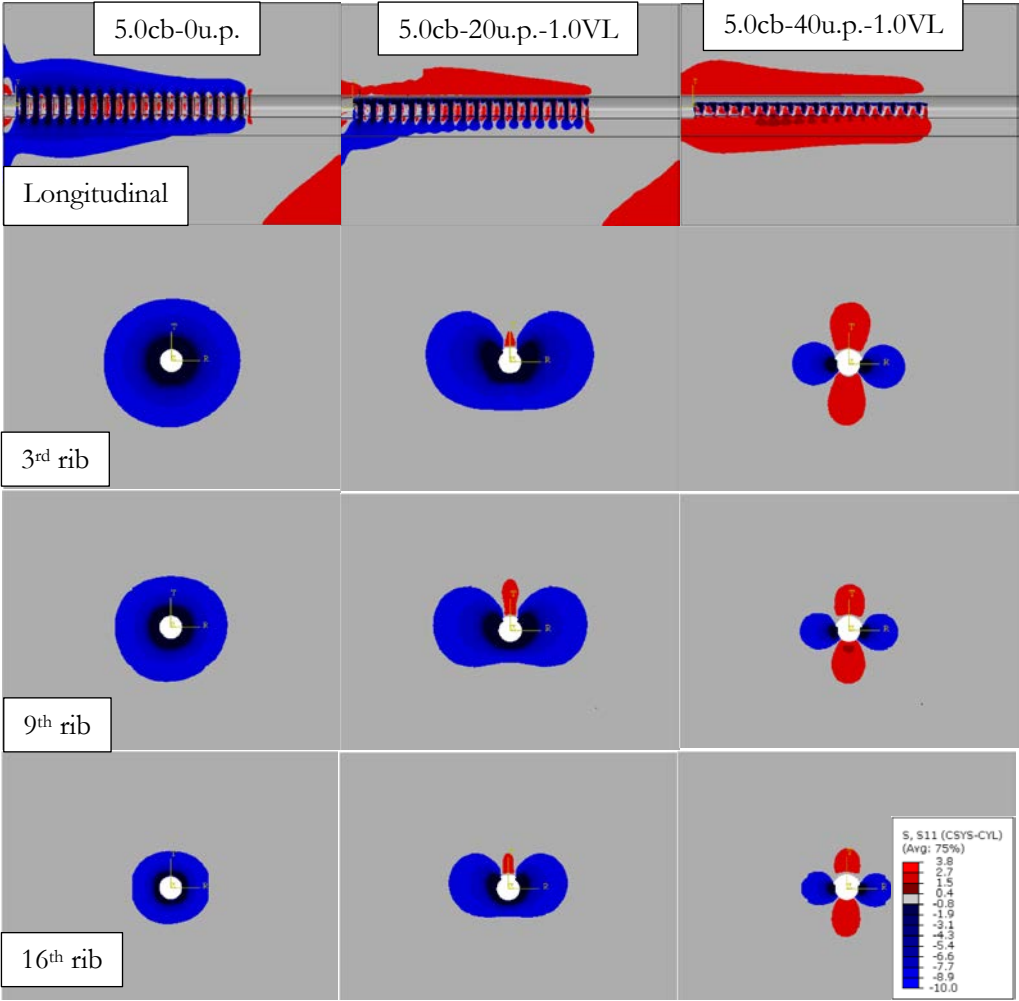 5.0cb-0u.p.
5.0cb-20u.p.-1.0VL
5.0cb-40u.p.-1.0VL
T
T
T
Longitudinal
T
R
T
R
T
R
3rd rib
T
R
T
R
T
R
9th rib
T
R
R
T
R
16th rib
S, S11 (CSYS-CYL)
(Avg: 75%)
3.8
2.7
1.5
0.4
-0.8
-1.9
-3.1
-4.3
-5.4
-6.6
-7.7
-8.9
-10.0